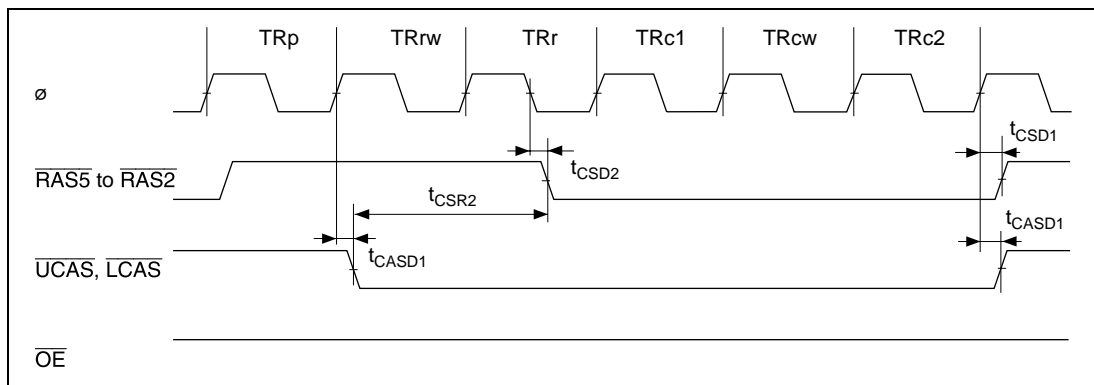 TRp TRrw TRr TRc1 TRcw TRc2
ø
tCSD1
RAS5 to RAS2
tCSD2
tCSR2
tCASD1
UCAS, LCAS
tCASD1
OE